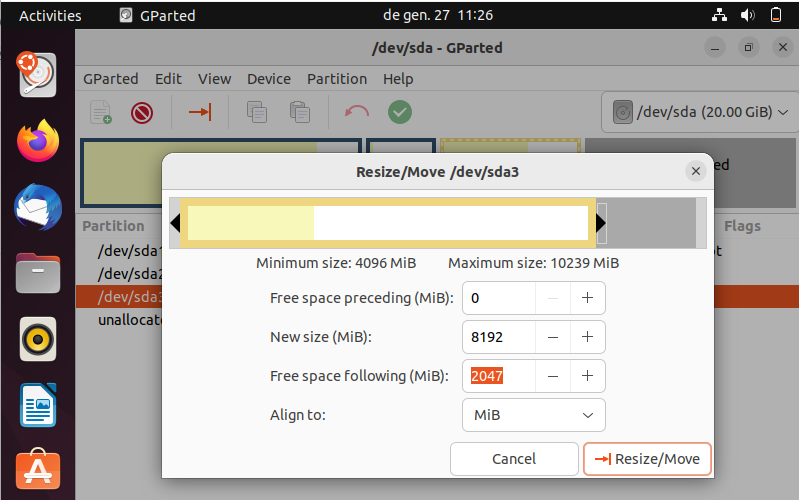 Activities GParted de gen. 27 11:26
/dev/sda - GParted
GParted Edit View Device Partition Help
/dev/sda (20.00 GiB)
Resize/Move /dev/sda3
Partition Flags
/dev/sda
/dev/sda2
/dev/sda3
Minimum size: 4096 MiB Maximum size: 10239 MiB
Free space preceding (MiB): 0
New size (MiB): 8192
Free space following (MiB): 2047
Align to: MiB
Cancel Resize/Move